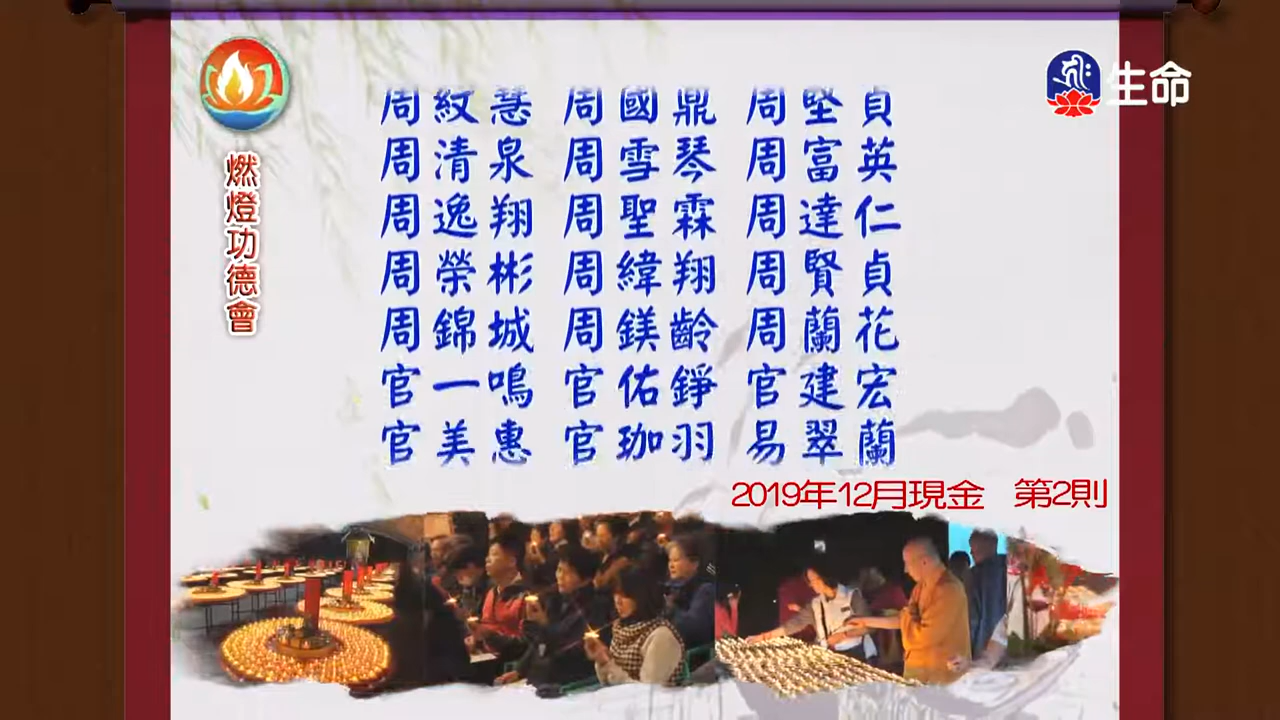 生命
燃燈功德會
周紋慧 周國鼎 周堅貞
周清泉 周雪琴 周富英
周逸翔 周聖霖 周達仁
周榮彬 周緯翔 周賢貞
周錦城 周鎂齡 周蘭花
官一鳴 官佑錚 官建宏
官美惠 官珈羽 易翠蘭
2019年12月現金 第2則